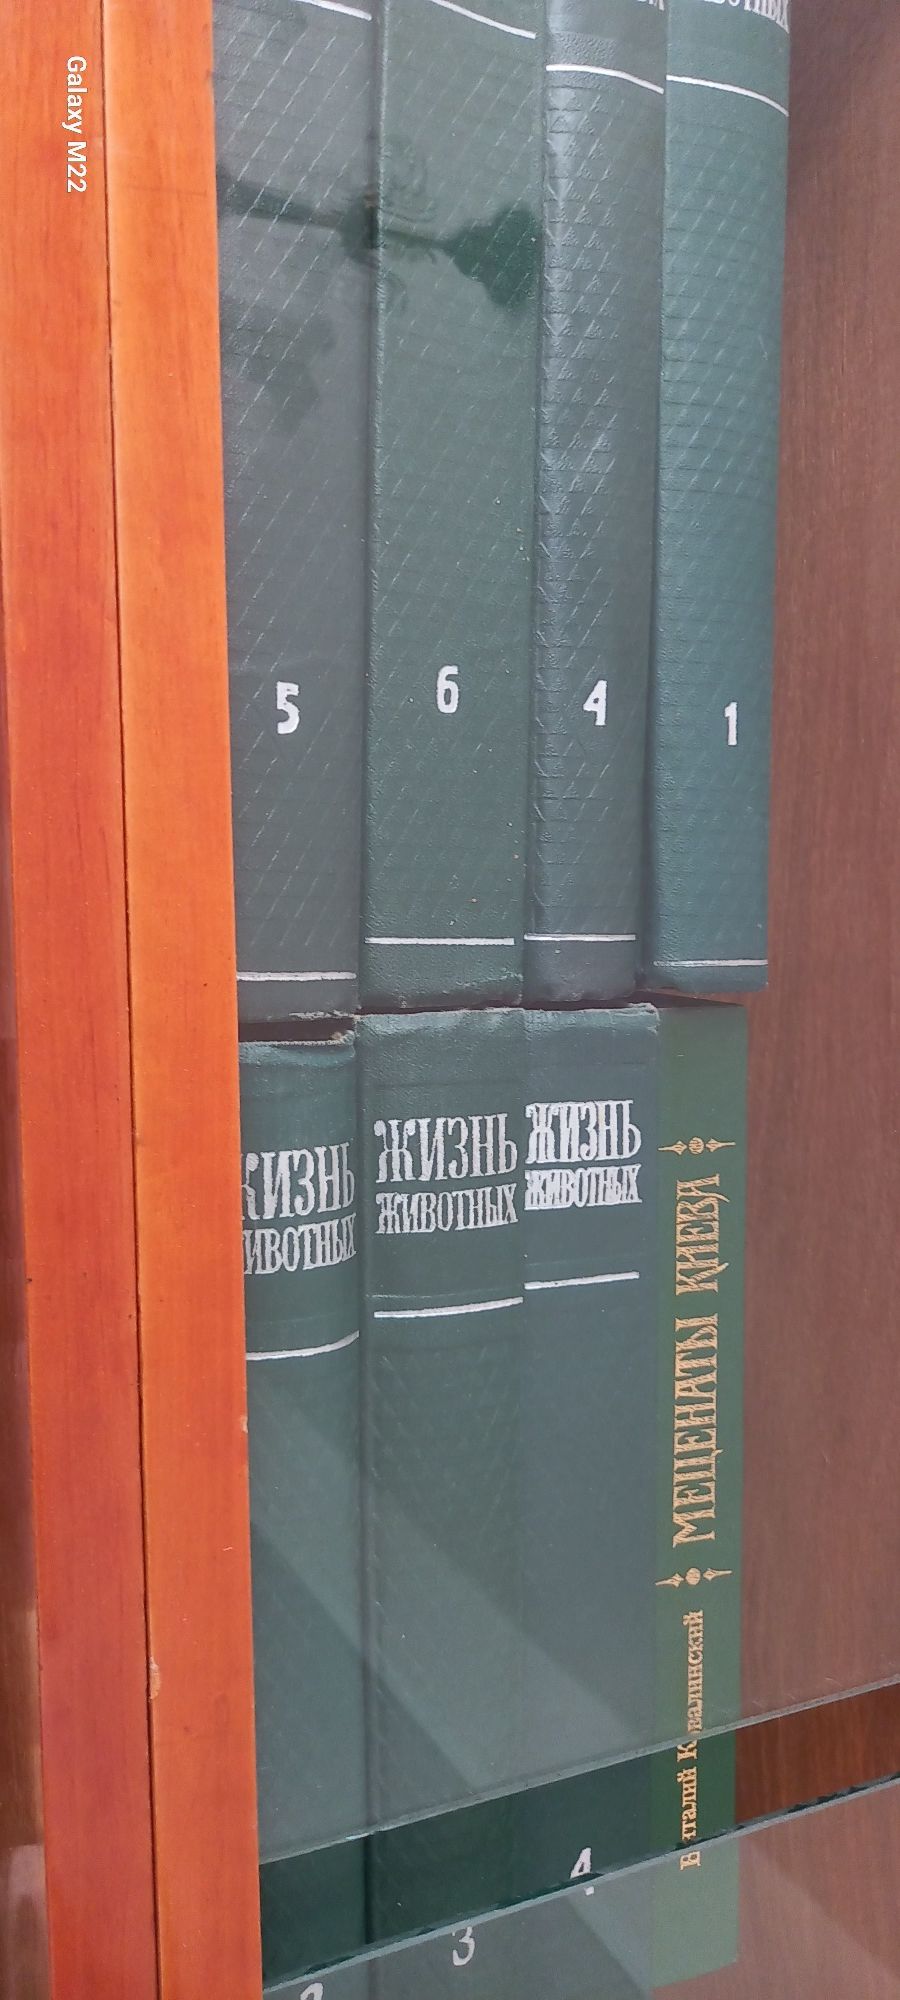 Galaxy M22
5
6
4
1
ЖИЗНЬ
ЖИВОТНЫХ
ЖИЗНЬ
ЖИВОТНЫХ
3
ЖИЗНЬ
ЖИВОТНЫХ
4
Виталий Ковалинский
МЕЦЕНАТЫ КИЕВА